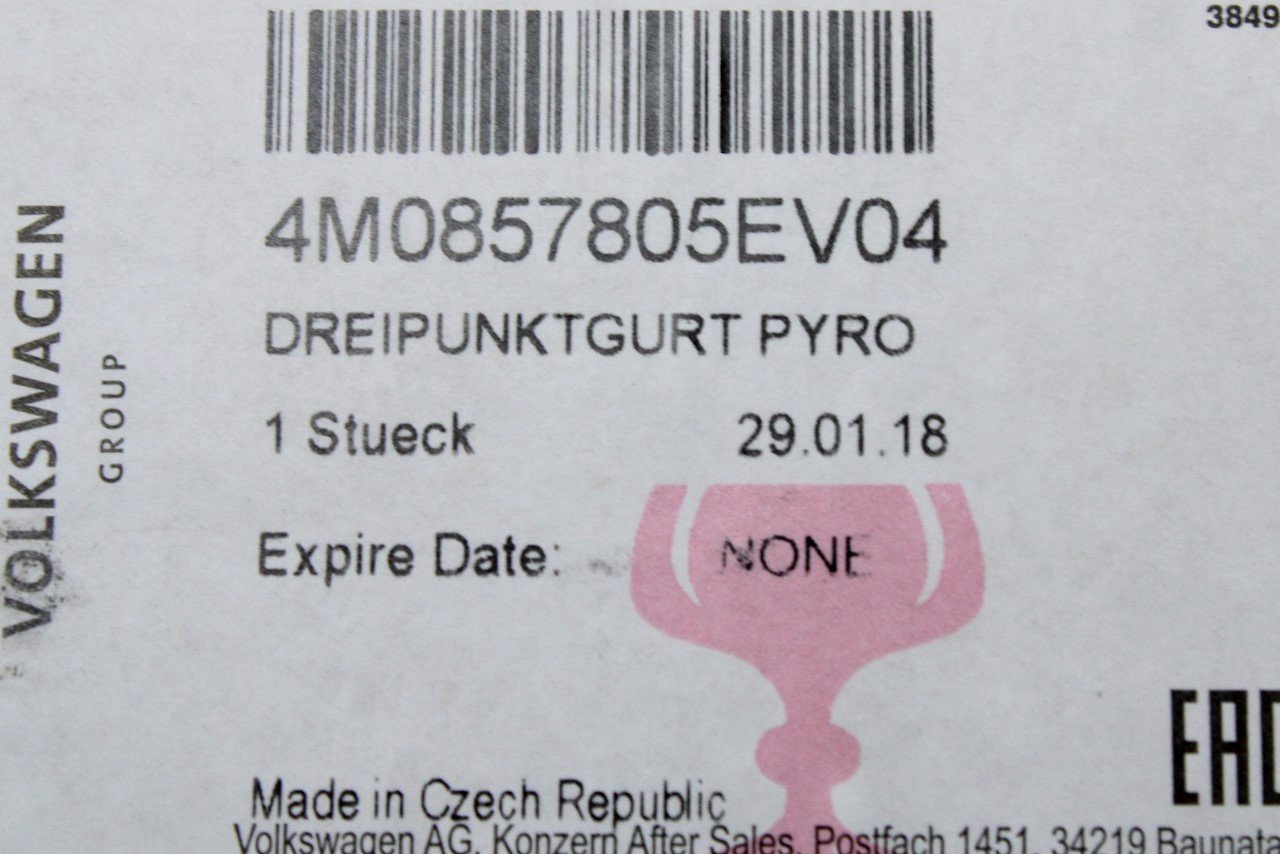 3849
4M0857805EV04
DREIPUNKTGURT PYRO
1 Stueck 29.01.18
Expire Date: NONE
VOLKSWAGEN
GROUP
EAC
Made in Czech Republic
Volkswagen AG, Konzern After Sales, Postfach 1451, 34219 Baunata